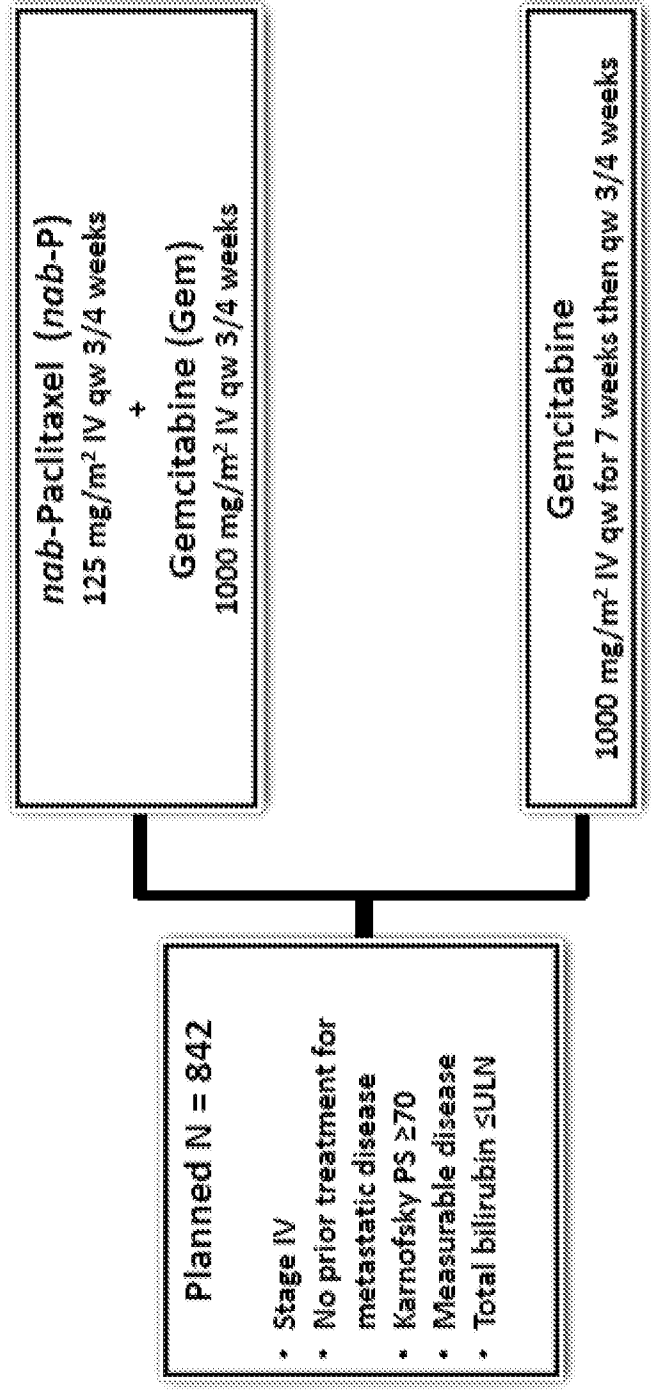 Planned N = 842
• Stage IV
• No prior treatment for
metastatic disease
• Karnofsky PS ≥70
• Measurable disease
• Total bilirubin ≤ULN
nab-Paclitaxel (nab-P)
125 mg/m² IV qw 3/4 weeks
+
Gemcitabine (Gem)
1000 mg/m² IV qw 3/4 weeks
Gemcitabine
1000 mg/m² IV qw for 7 weeks then qw 3/4 weeks